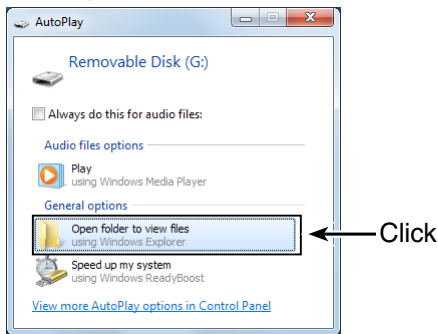 AutoPlay
Removable Disk (G:)
Always do this for audio files:
Audio files options
Play
using Windows Media Player
General options
Open folder to view files
using Windows Explorer
Click
Speed up my system
using Windows ReadyBoost
View more AutoPlay options in Control Panel